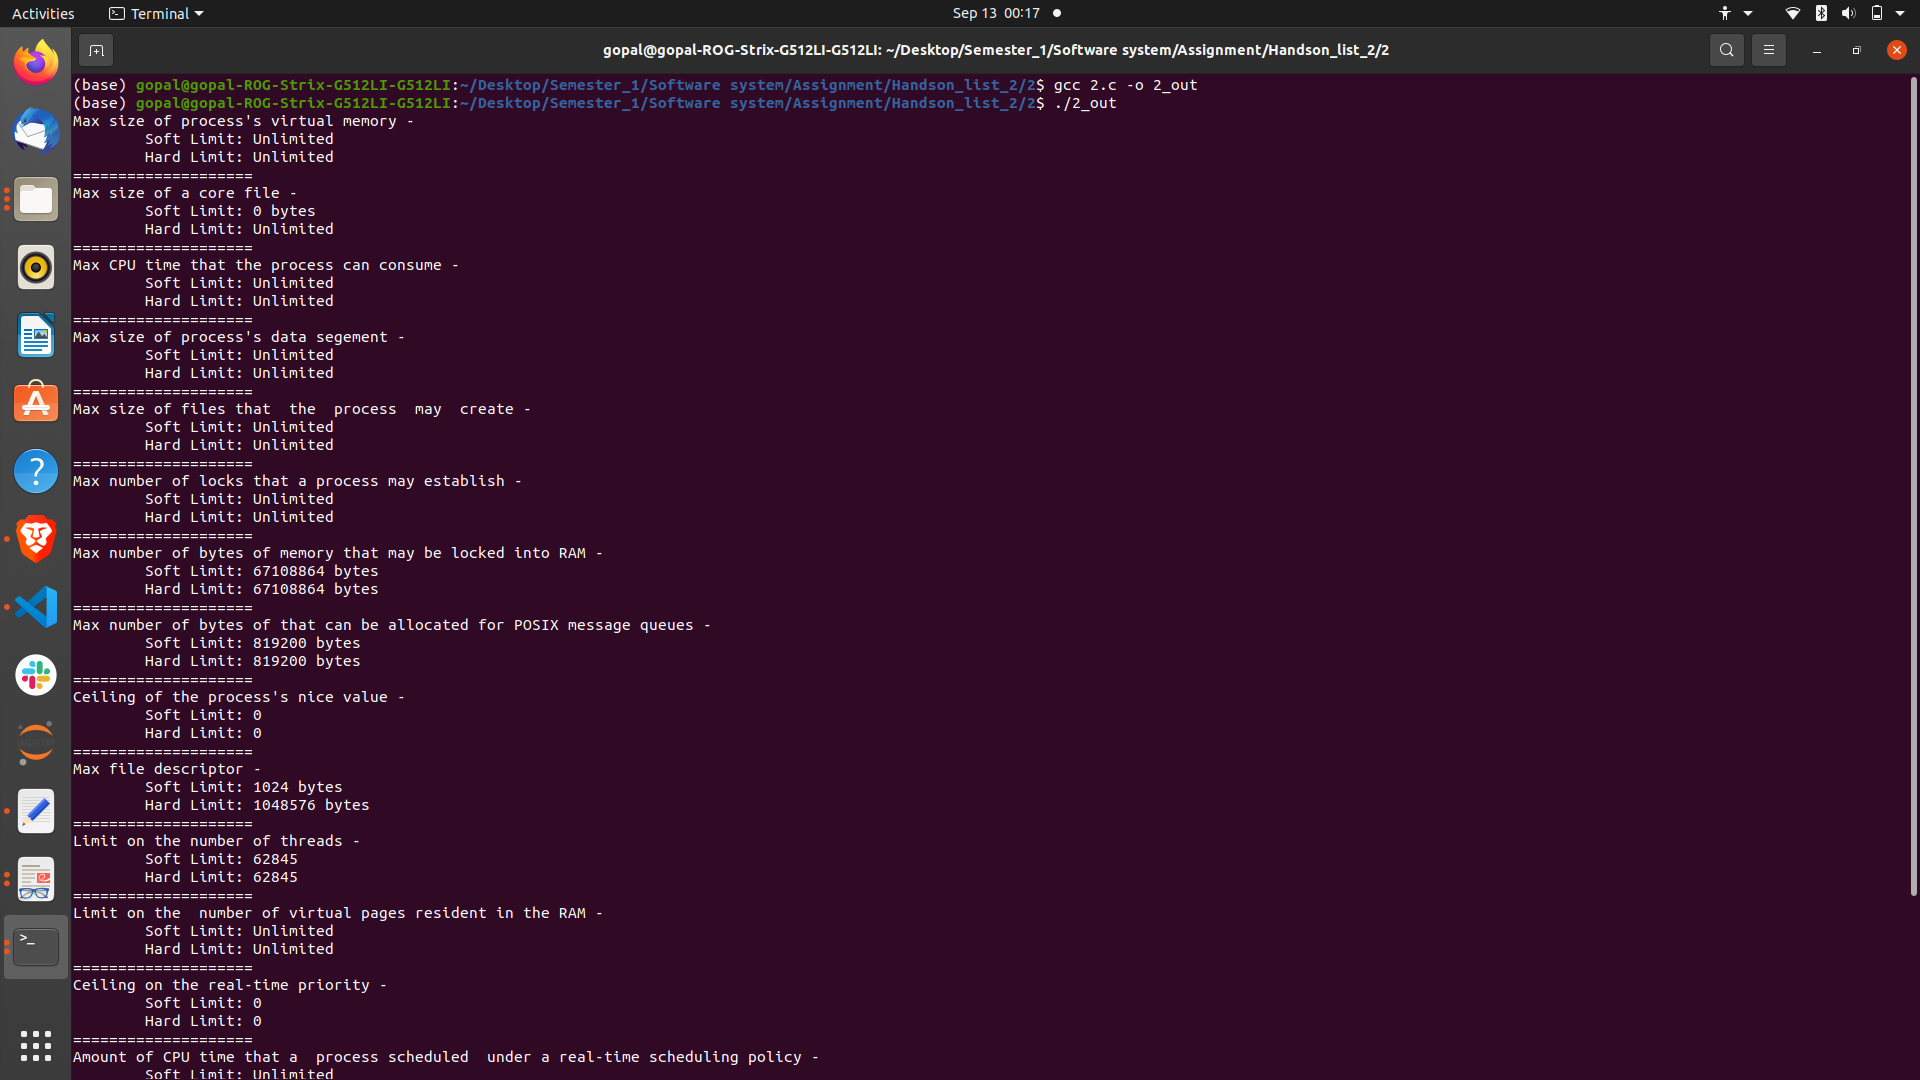 Activities
Terminal
Sep 13 00:17
gopal@gopal-ROG-Strix-G512LI-G512LI: ~/Desktop/Semester_1/Software system/Assignment/Handson_list_2/2
(base) gopal@gopal-ROG-Strix-G512LI-G512LI:~/Desktop/Semester_1/Software system/Assignment/Handson_list_2/2$ gcc 2.c -o 2_out
(base) gopal@gopal-ROG-Strix-G512LI-G512LI:~/Desktop/Semester_1/Software system/Assignment/Handson_list_2/2$ ./2_out
Max size of process's virtual memory -
        Soft Limit: Unlimited
        Hard Limit: Unlimited
====================
Max size of a core file -
        Soft Limit: 0 bytes
        Hard Limit: Unlimited
====================
Max CPU time that the process can consume -
        Soft Limit: Unlimited
        Hard Limit: Unlimited
====================
Max size of process's data segement -
        Soft Limit: Unlimited
        Hard Limit: Unlimited
====================
Max size of files that  the  process  may  create -
        Soft Limit: Unlimited
        Hard Limit: Unlimited
====================
Max number of locks that a process may establish -
        Soft Limit: Unlimited
        Hard Limit: Unlimited
====================
Max number of bytes of memory that may be locked into RAM -
        Soft Limit: 67108864 bytes
        Hard Limit: 67108864 bytes
====================
Max number of bytes of that can be allocated for POSIX message queues -
        Soft Limit: 819200 bytes
        Hard Limit: 819200 bytes
====================
Ceiling of the process's nice value -
        Soft Limit: 0
        Hard Limit: 0
====================
Max file descriptor -
        Soft Limit: 1024 bytes
        Hard Limit: 1048576 bytes
====================
Limit on the number of threads -
        Soft Limit: 62845
        Hard Limit: 62845
====================
Limit on the  number of virtual pages resident in the RAM -
        Soft Limit: Unlimited
        Hard Limit: Unlimited
====================
Ceiling on the real-time priority -
        Soft Limit: 0
        Hard Limit: 0
====================
Amount of CPU time that a  process scheduled  under a real-time scheduling policy -
        Soft Limit: Unlimited